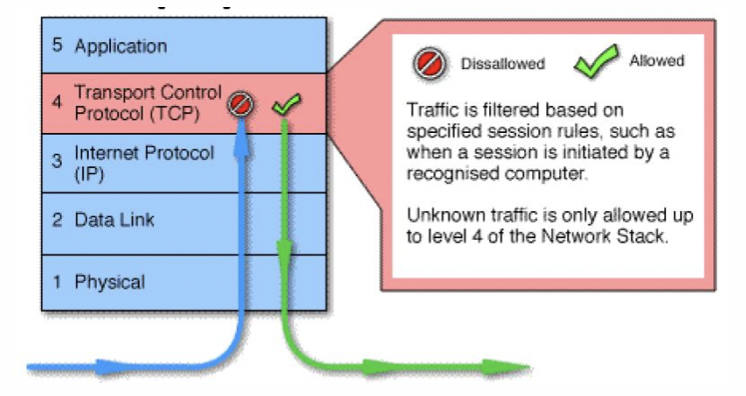 5 Application
4 Transport Control
Protocol (TCP)
3 Internet Protocol
(IP)
2 Data Link
1 Physical
Dissallowed
Allowed
Traffic is filtered based on
specified session rules, such as
when a session is initiated by a
recognised computer.
Unknown traffic is only allowed up
to level 4 of the Network Stack.